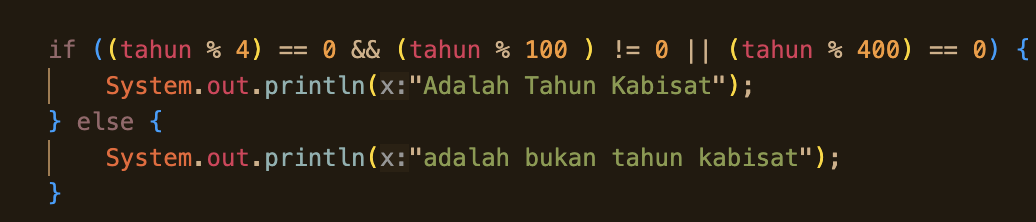 if ((tahun % 4) == 0 && (tahun % 100 ) != 0 || (tahun % 400) == 0) {
System.out.println(x:"Adalah Tahun Kabisat");
} else {
System.out.println(x:"adalah bukan tahun kabisat");
}